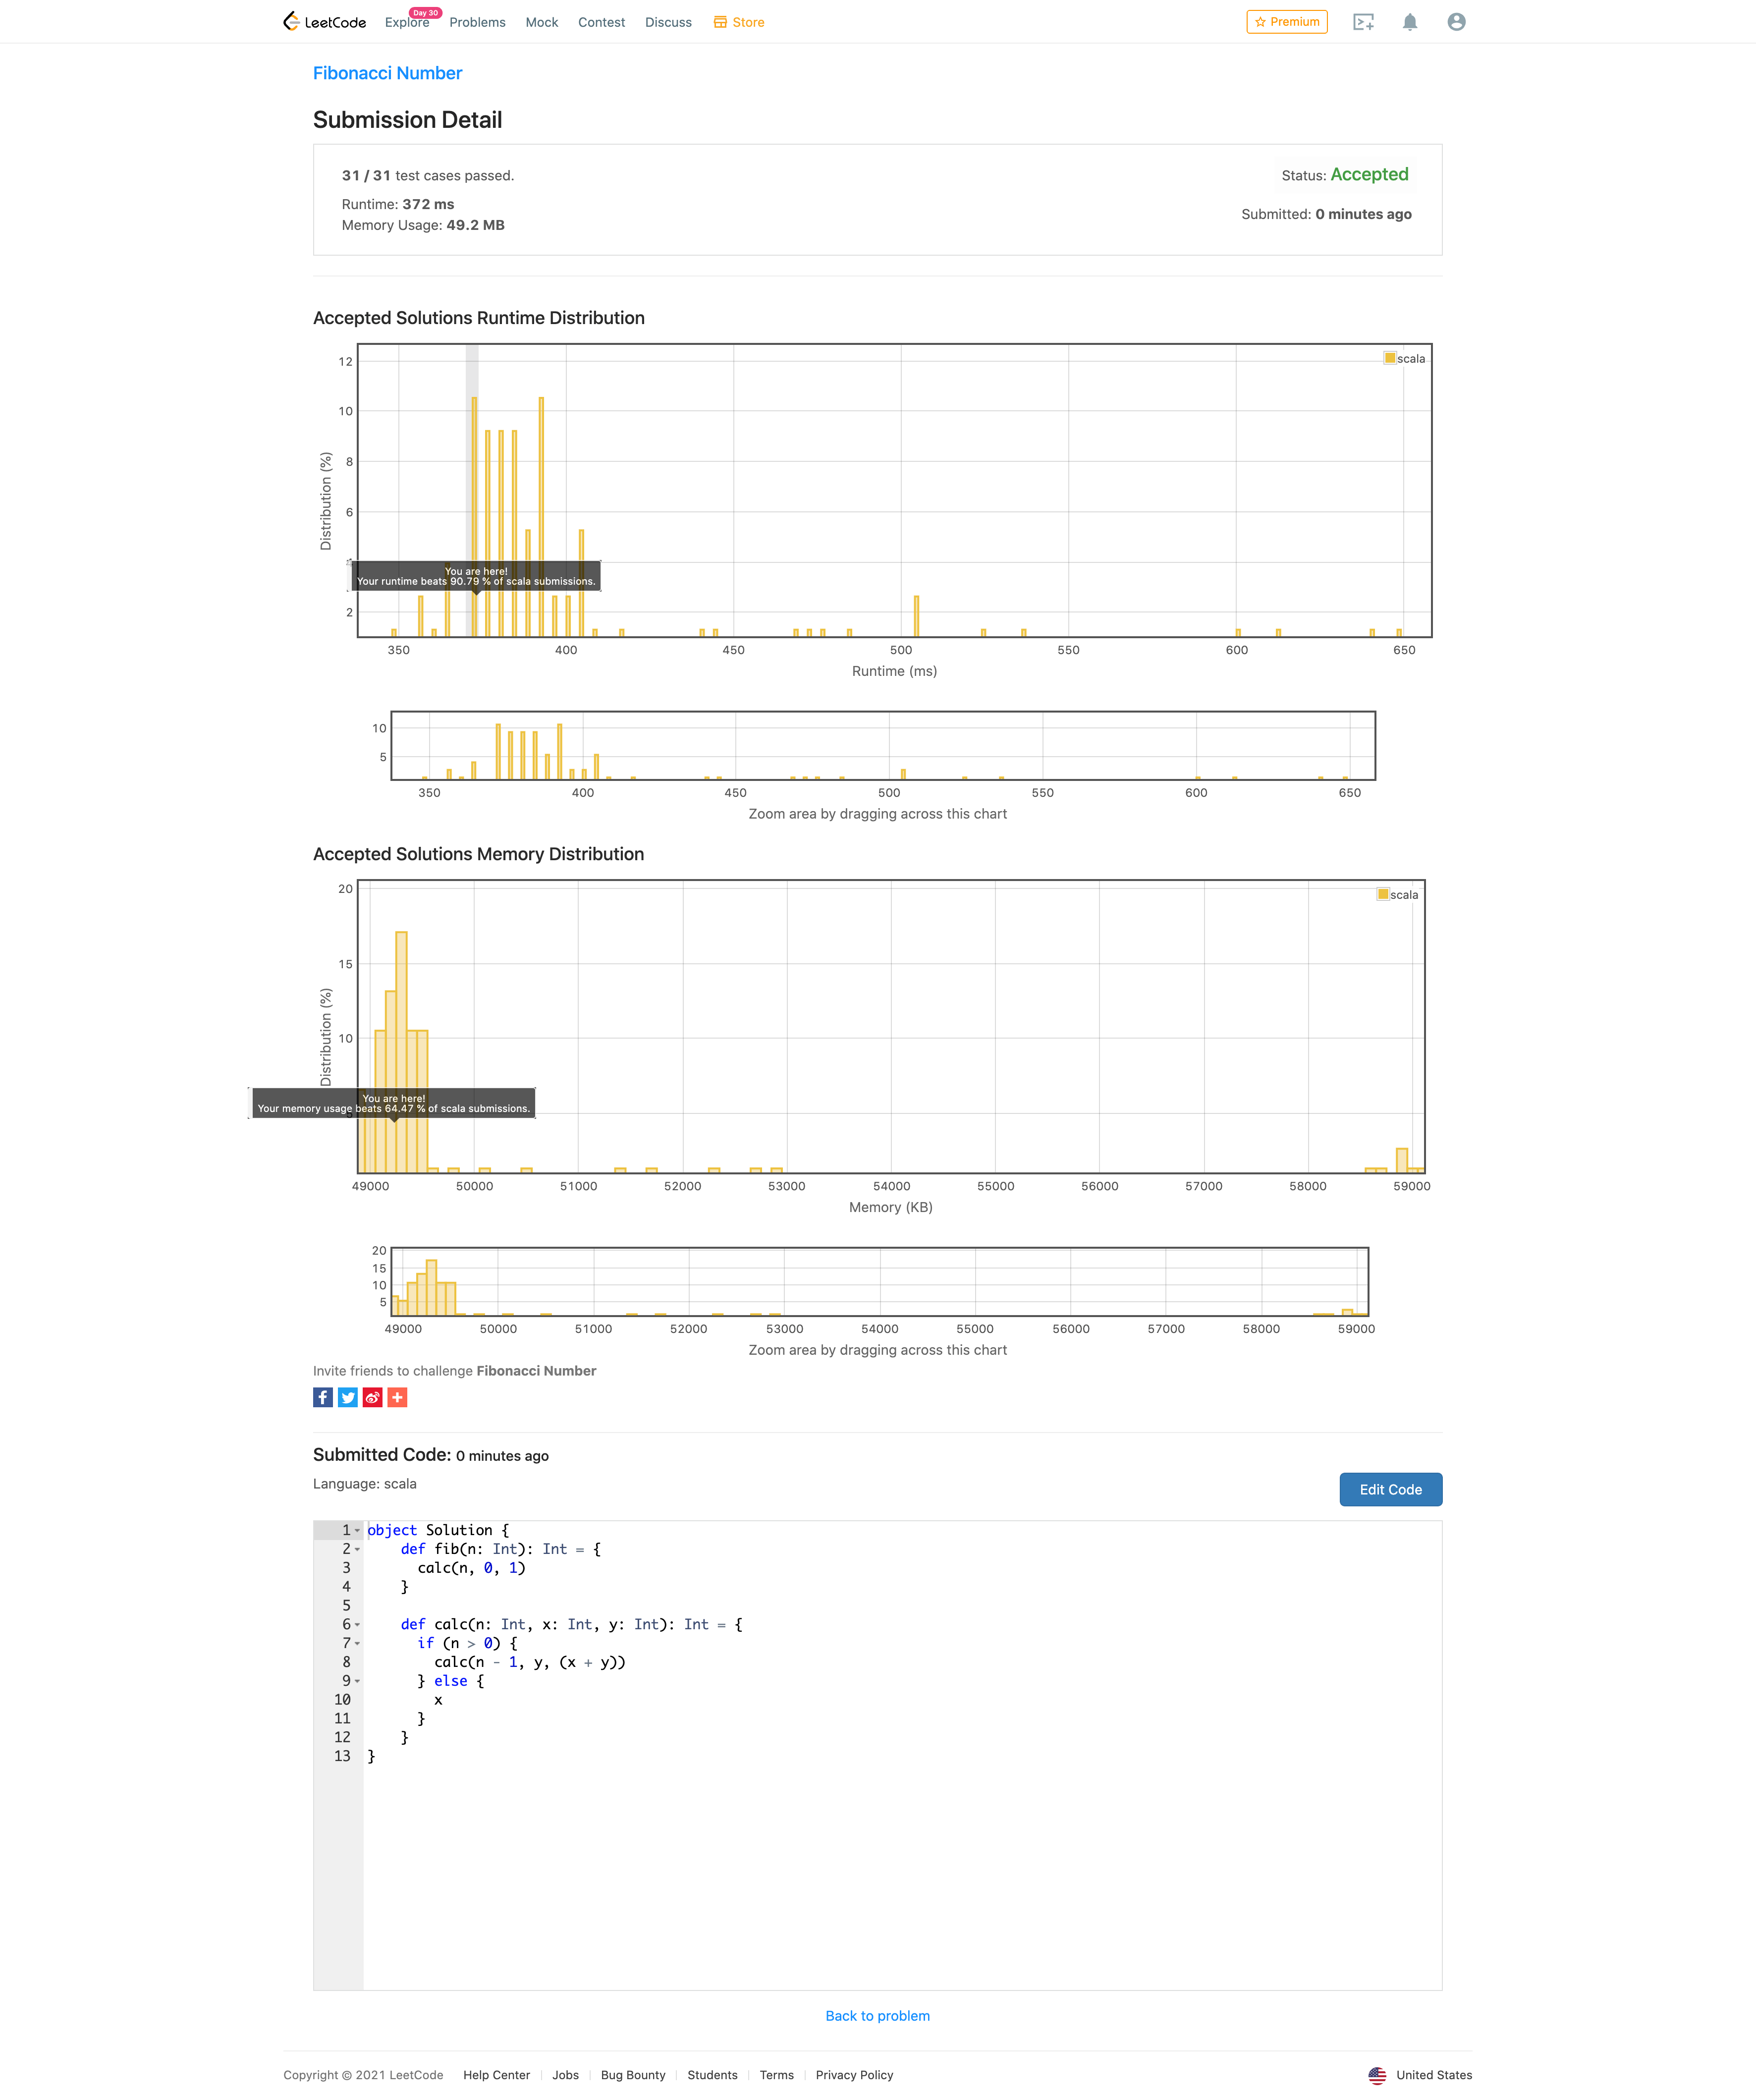 LeetCode
Explore
Day 30
Problems
Mock
Contest
Discuss
Store
Premium
Fibonacci Number
Submission Detail
31 / 31 test cases passed.
Status: Accepted
Runtime: 372 ms
Submitted: 0 minutes ago
Memory Usage: 49.2 MB
Accepted Solutions Runtime Distribution
scala
12
10
8
6
4
2
Distribution (%)
You are here!
Your runtime beats 90.79 % of scala submissions.
350 400 450 500 550 600 650
Runtime (ms)
10
5
350 400 450 500 550 600 650
Zoom area by dragging across this chart
Accepted Solutions Memory Distribution
scala
20
15
10
5
Distribution (%)
You are here!
Your memory usage beats 64.47 % of scala submissions.
49000 50000 51000 52000 53000 54000 55000 56000 57000 58000 59000
Memory (KB)
20
15
10
5
49000 50000 51000 52000 53000 54000 55000 56000 57000 58000 59000
Zoom area by dragging across this chart
Invite friends to challenge Fibonacci Number
Submitted Code: 0 minutes ago
Language: scala
Edit Code
1 object Solution {
2     def fib(n: Int): Int = {
3       calc(n, 0, 1)
4     }
5
6     def calc(n: Int, x: Int, y: Int): Int = {
7       if (n > 0) {
8         calc(n - 1, y, (x + y))
9       } else {
10         x
11       }
12     }
13 }
Back to problem
Copyright © 2021 LeetCode
Help Center
Jobs
Bug Bounty
Students
Terms
Privacy Policy
United States